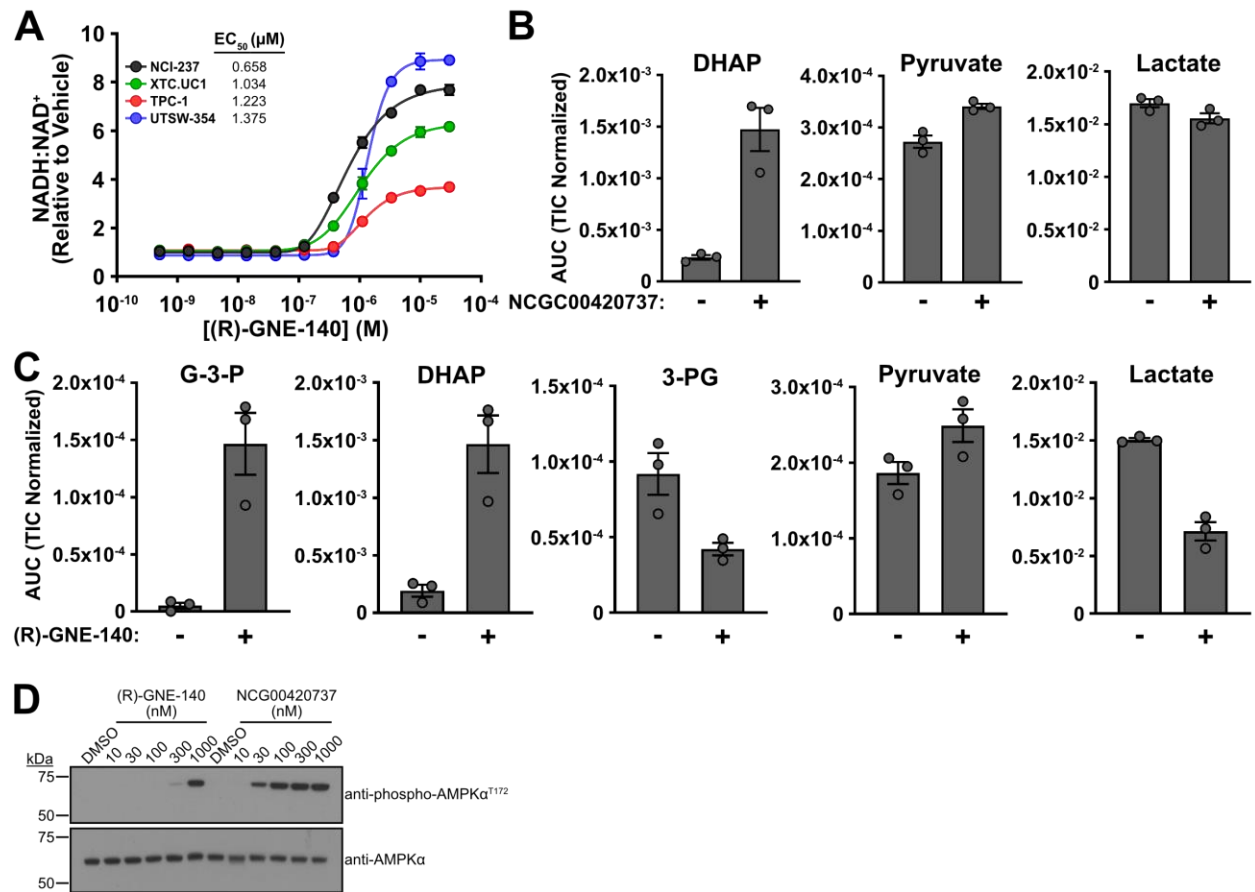 A
EC50 (µM)
NCI-237 0.658
XTC.UC1 1.034
TPC-1 1.223
UTSW-354 1.375
NADH:NAD+
(Relative to Vehicle)
10
8
6
4
2
0
10-10 10-9 10-8 10-7 10-6 10-5 10-4
[(R)-GNE-140] (M)
B
DHAP Pyruvate Lactate
AUC (TIC Normalized)
2.0x10-3
1.5x10-3
1.0x10-3
0.5x10-3
0
4.0x10-4
3.0x10-4
2.0x10-4
1.0x10-4
0
2.0x10-2
1.5x10-2
1.0x10-2
0.5x10-2
0
NCGC00420737: - + - + - +
C
G-3-P DHAP 3-PG Pyruvate Lactate
AUC (TIC Normalized)
2.0x10-4
1.5x10-4
1.0x10-4
0.5x10-4
0
2.0x10-3
1.5x10-3
1.0x10-3
0.5x10-3
0
1.5x10-4
1.0x10-4
0.5x10-4
0
3.0x10-4
2.0x10-4
1.0x10-4
0
2.0x10-2
1.5x10-2
1.0x10-2
0.5x10-2
0
(R)-GNE-140: - + - + - + - + - +
D
(R)-GNE-140 NCG00420737
(nM) (nM)
kDa DMSO 10 30 100 300 1000 DMSO 10 30 100 300 1000
75
50
anti-phospho-AMPKαT172
75
50
anti-AMPKα